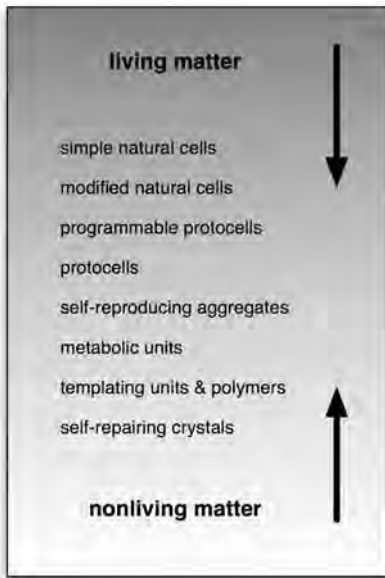 living matter
simple natural cells
modified natural cells
programmable protocells
protocells
self-reproducing aggregates
metabolic units
templating units & polymers
self-repairing crystals
nonliving matter